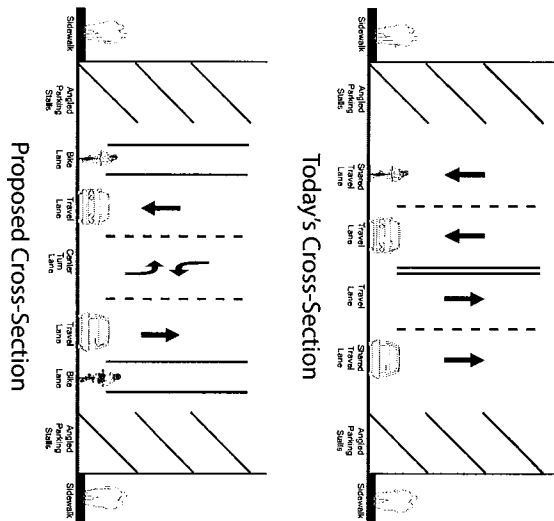 Sidewalk
Angled
Parking
Stalls
Shared
Travel
Lane
Travel
Lane
Travel
Lane
Shared
Travel
Lane
Angled
Parking
Stalls
Sidewalk
Today's Cross-Section
Sidewalk
Angled
Parking
Stalls
Bike
Lane
Travel
Lane
Center
Turn
Lane
Travel
Lane
Bike
Lane
Angled
Parking
Stalls
Sidewalk
Proposed Cross-Section